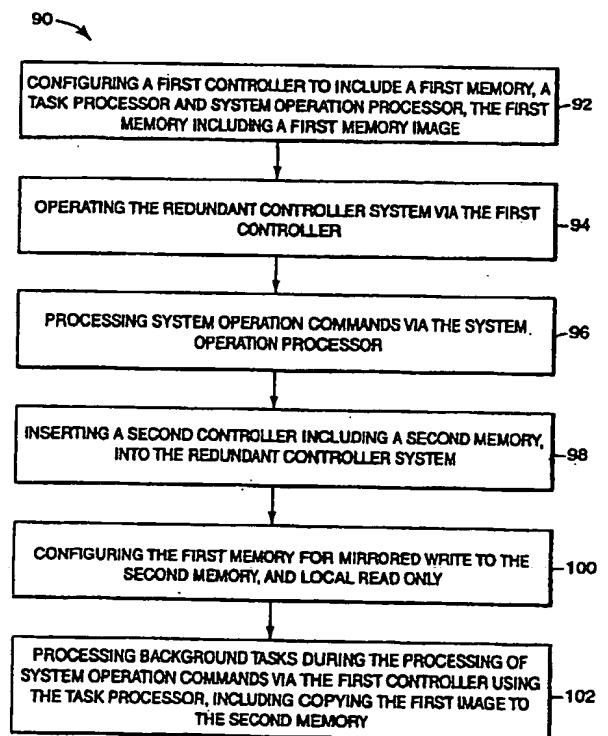 90
CONFIGURING A FIRST CONTROLLER TO INCLUDE A FIRST MEMORY, A
TASK PROCESSOR AND SYSTEM OPERATION PROCESSOR, THE FIRST
MEMORY INCLUDING A FIRST MEMORY IMAGE
92
OPERATING THE REDUNDANT CONTROLLER SYSTEM VIA THE FIRST
CONTROLLER
94
PROCESSING SYSTEM OPERATION COMMANDS VIA THE SYSTEM
OPERATION PROCESSOR
96
INSERTING A SECOND CONTROLLER INCLUDING A SECOND MEMORY,
INTO THE REDUNDANT CONTROLLER SYSTEM
98
CONFIGURING THE FIRST MEMORY FOR MIRRORED WRITE TO THE
SECOND MEMORY, AND LOCAL READ ONLY
100
PROCESSING BACKGROUND TASKS DURING THE PROCESSING OF
SYSTEM OPERATION COMMANDS VIA THE FIRST CONTROLLER USING
THE TASK PROCESSOR, INCLUDING COPYING THE FIRST IMAGE TO
THE SECOND MEMORY
102